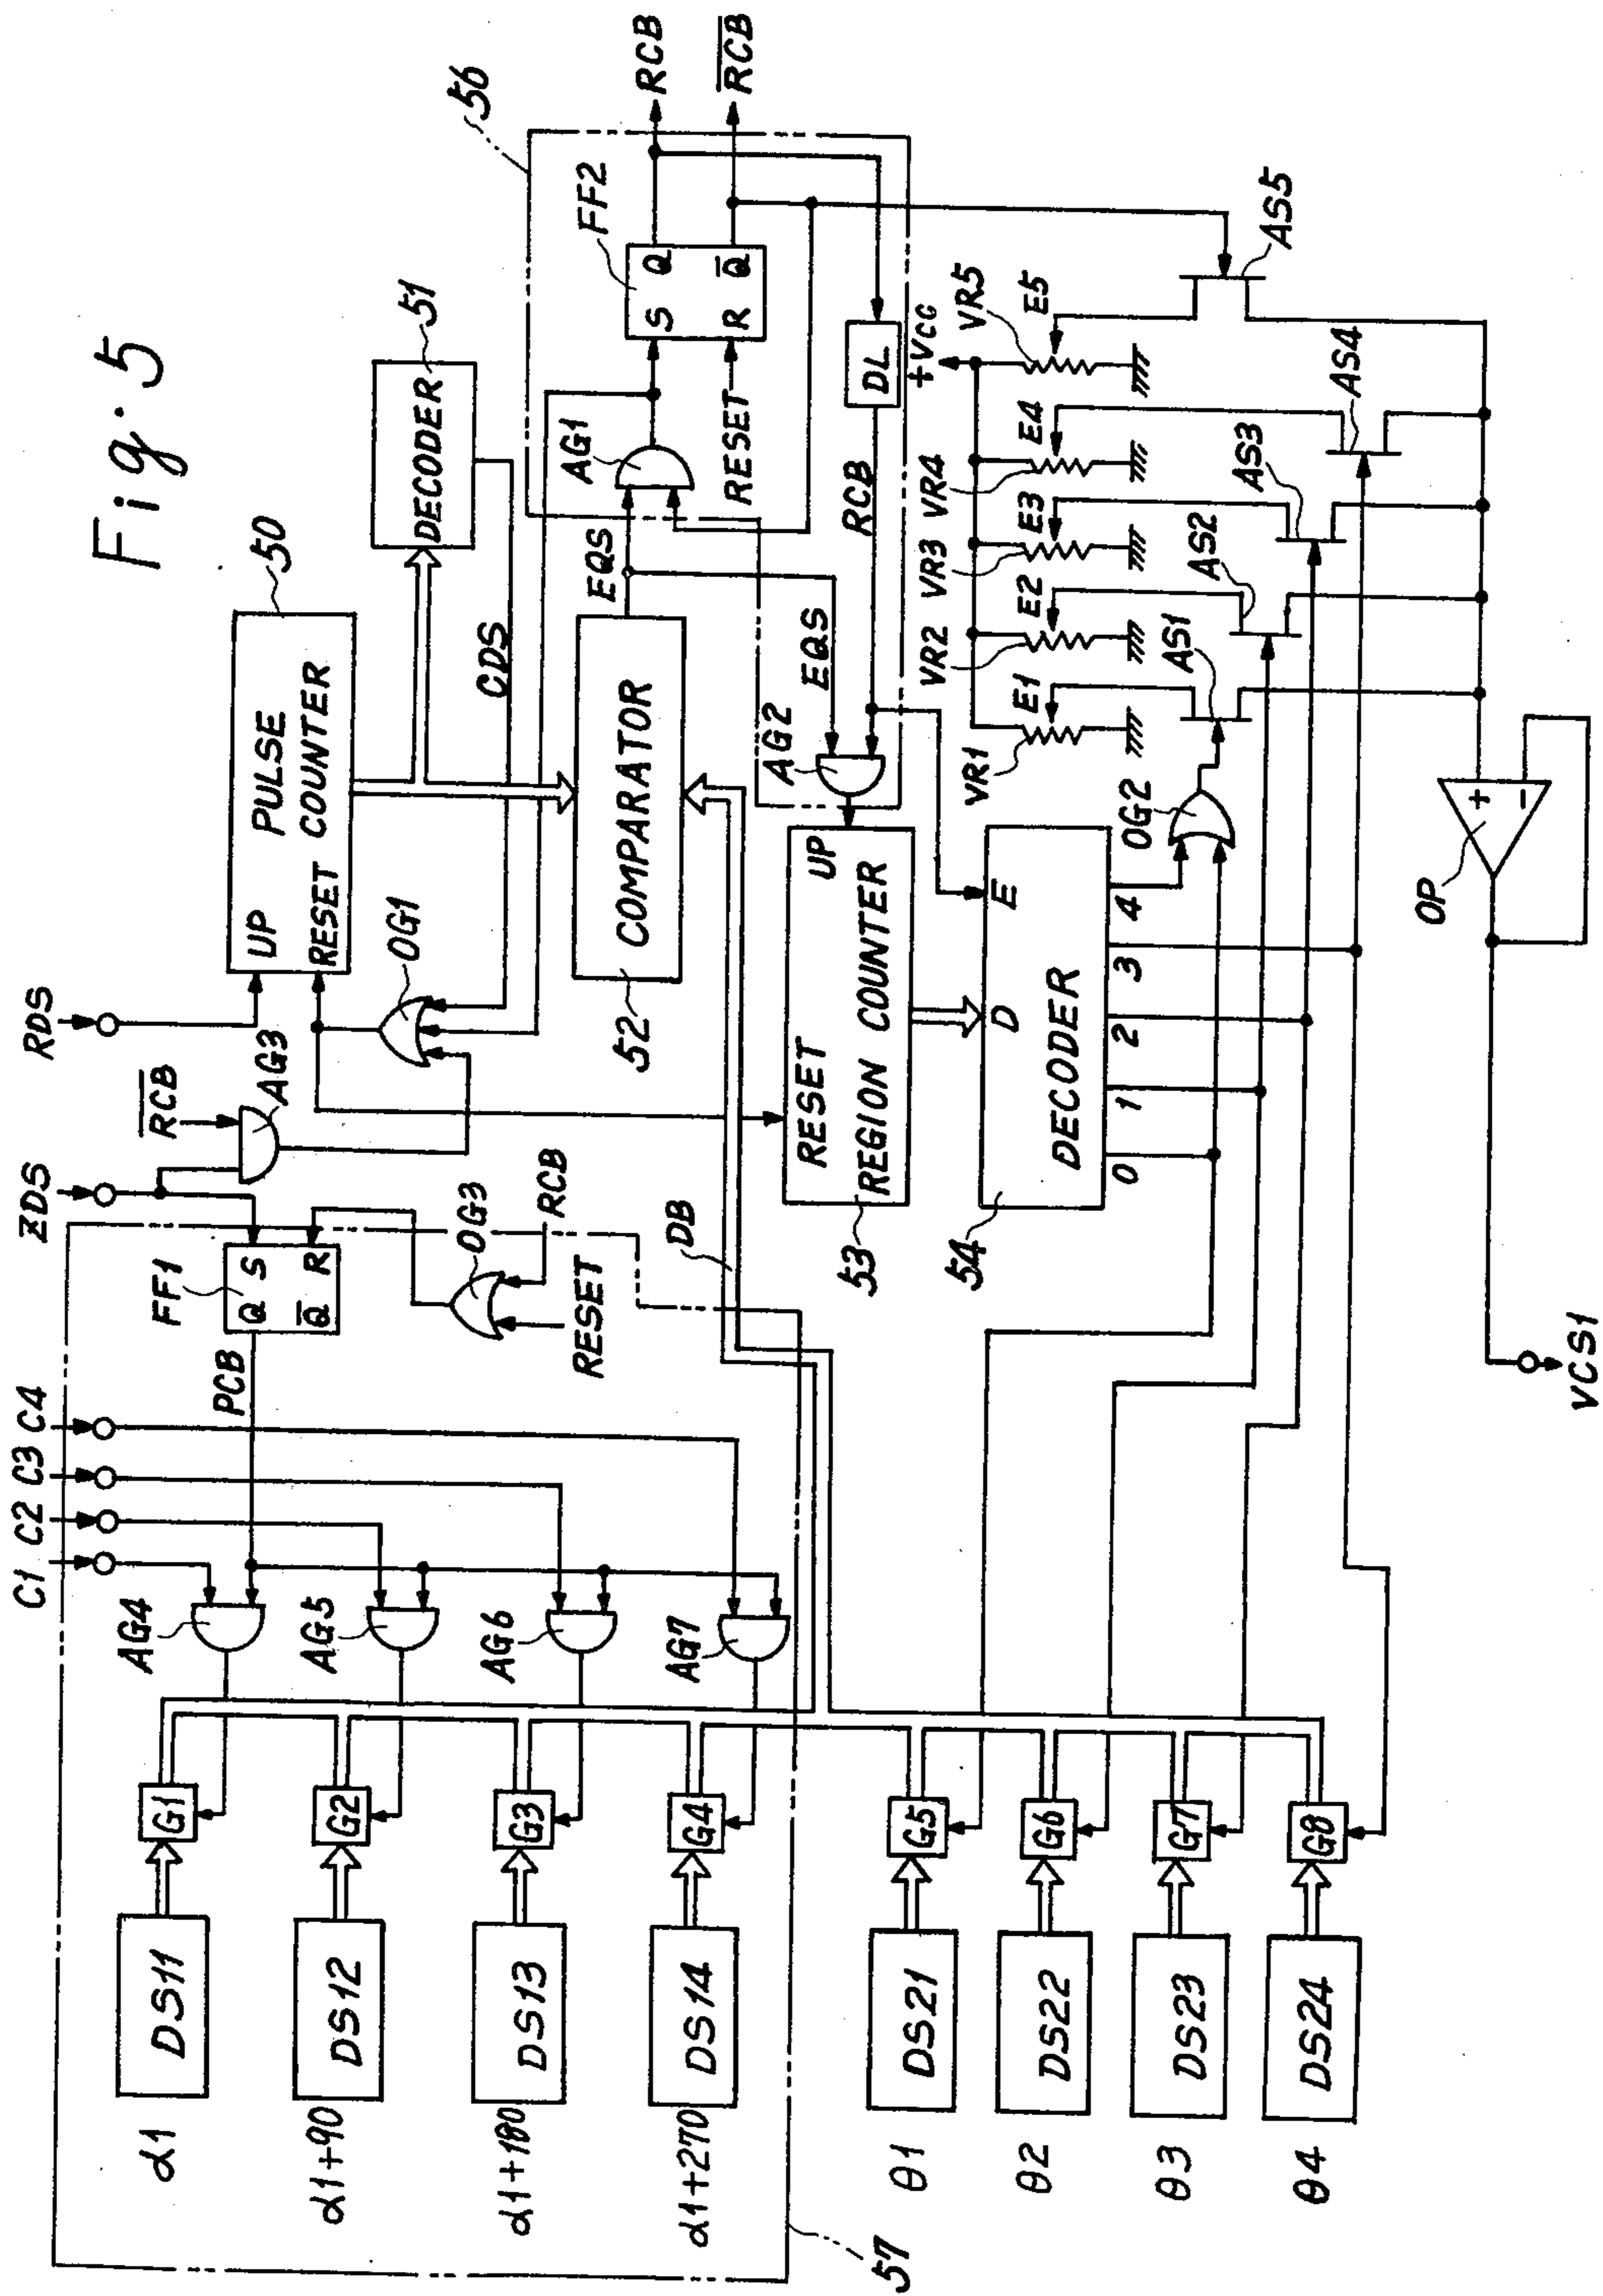 Fig. 5
RCB
RCB
56
FF2
S
Q
R
Q
51
DECODER
AG1
RESET
DL
+VCC
VR5
E5
AS5
E4
VR4
AS4
E3
VR3
AS3
E2
VR2
AS2
E1
VR1
AS1
50
PULSE
COUNTER
UP
RESET
CDS
EQS
EQS
RCB
COMPARATOR
52
AG2
OG1
RDS
AG3
RCB
ZDS
UP
RESET
REGION COUNTER
53
E
D
DECODER
54
0
1
2
3
4
OG2
OP
+
-
VCS1
FF1
Q
S
Q
R
OG3
RCB
RESET
DB
PCB
C1
C2
C3
C4
AG4
AG5
AG6
AG7
G1
G2
G3
G4
G5
G6
G7
G8
DS11
DS12
DS13
DS14
DS21
DS22
DS23
DS24
α1
α1+90
α1+180
α1+270
θ1
θ2
θ3
θ4
57